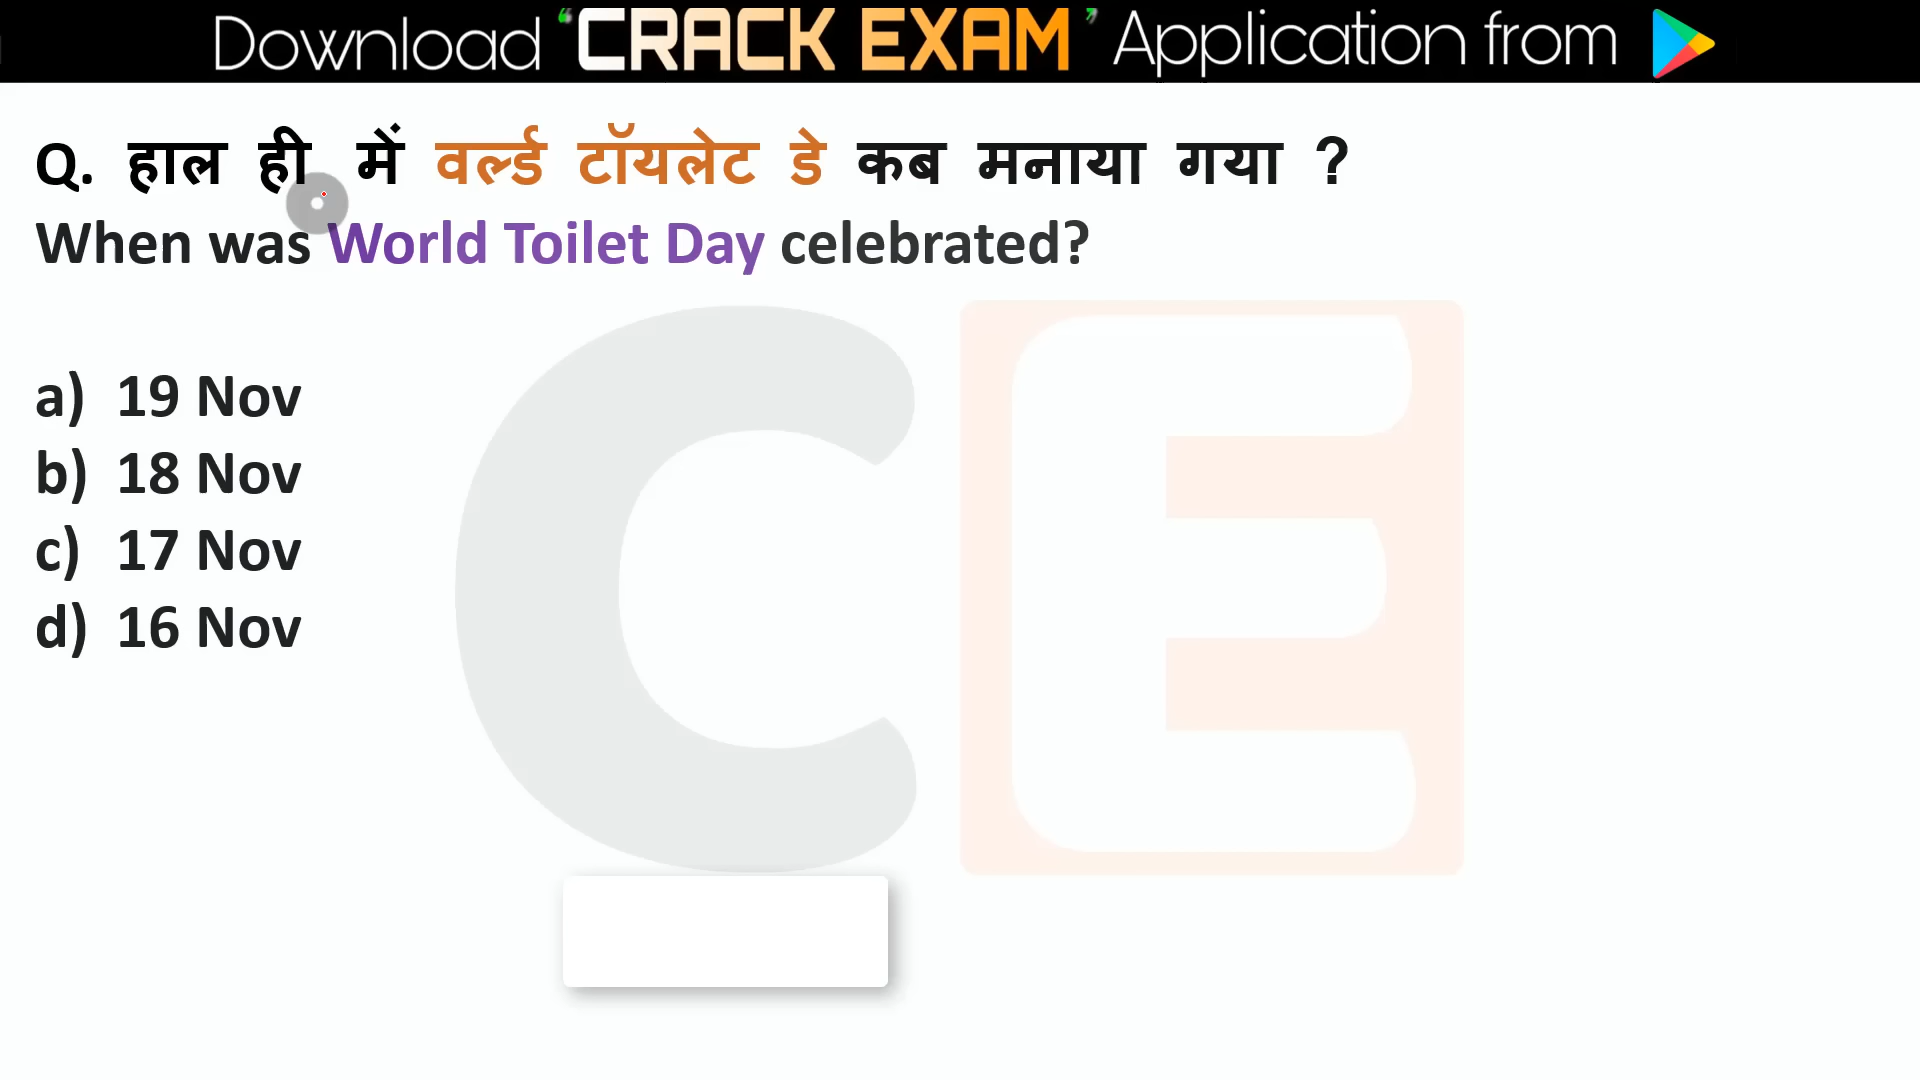 Download ‘CRACK EXAM’ Application from
Q. हाल ही में वर्ल्ड टॉयलेट डे कब मनाया गया ?
When was World Toilet Day celebrated?
a) 19 Nov
b) 18 Nov
c) 17 Nov
d) 16 Nov
CE